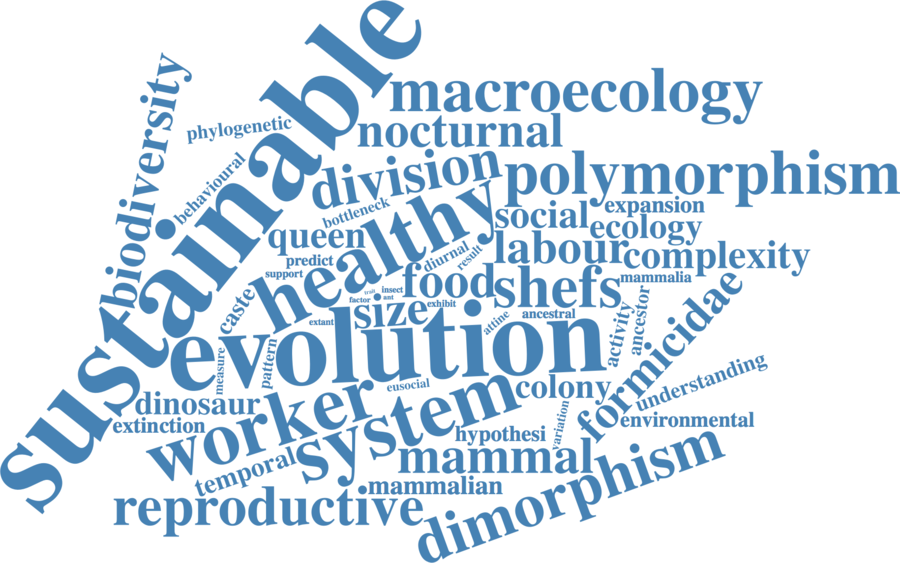 sustainable
macroecology
biodiversity
phylogenetic
nocturnal
behavioural
division
polymorphism
bottleneck
healthy
social
expansion
queen
ecology
labour
complexity
predict
diurnal
result
support
food
shefs
mammalia
trait
insect
factor
ant
exhibit
caste
size
extant
attine
ancestral
activity
ancestor
formicidae
evolution
measure
pattern
eusocial
colony
understanding
dinosaur
extinction
worker
system
variation
environmental
hypothesi
temporal
mammal
mammalian
reproductive
dimorphism